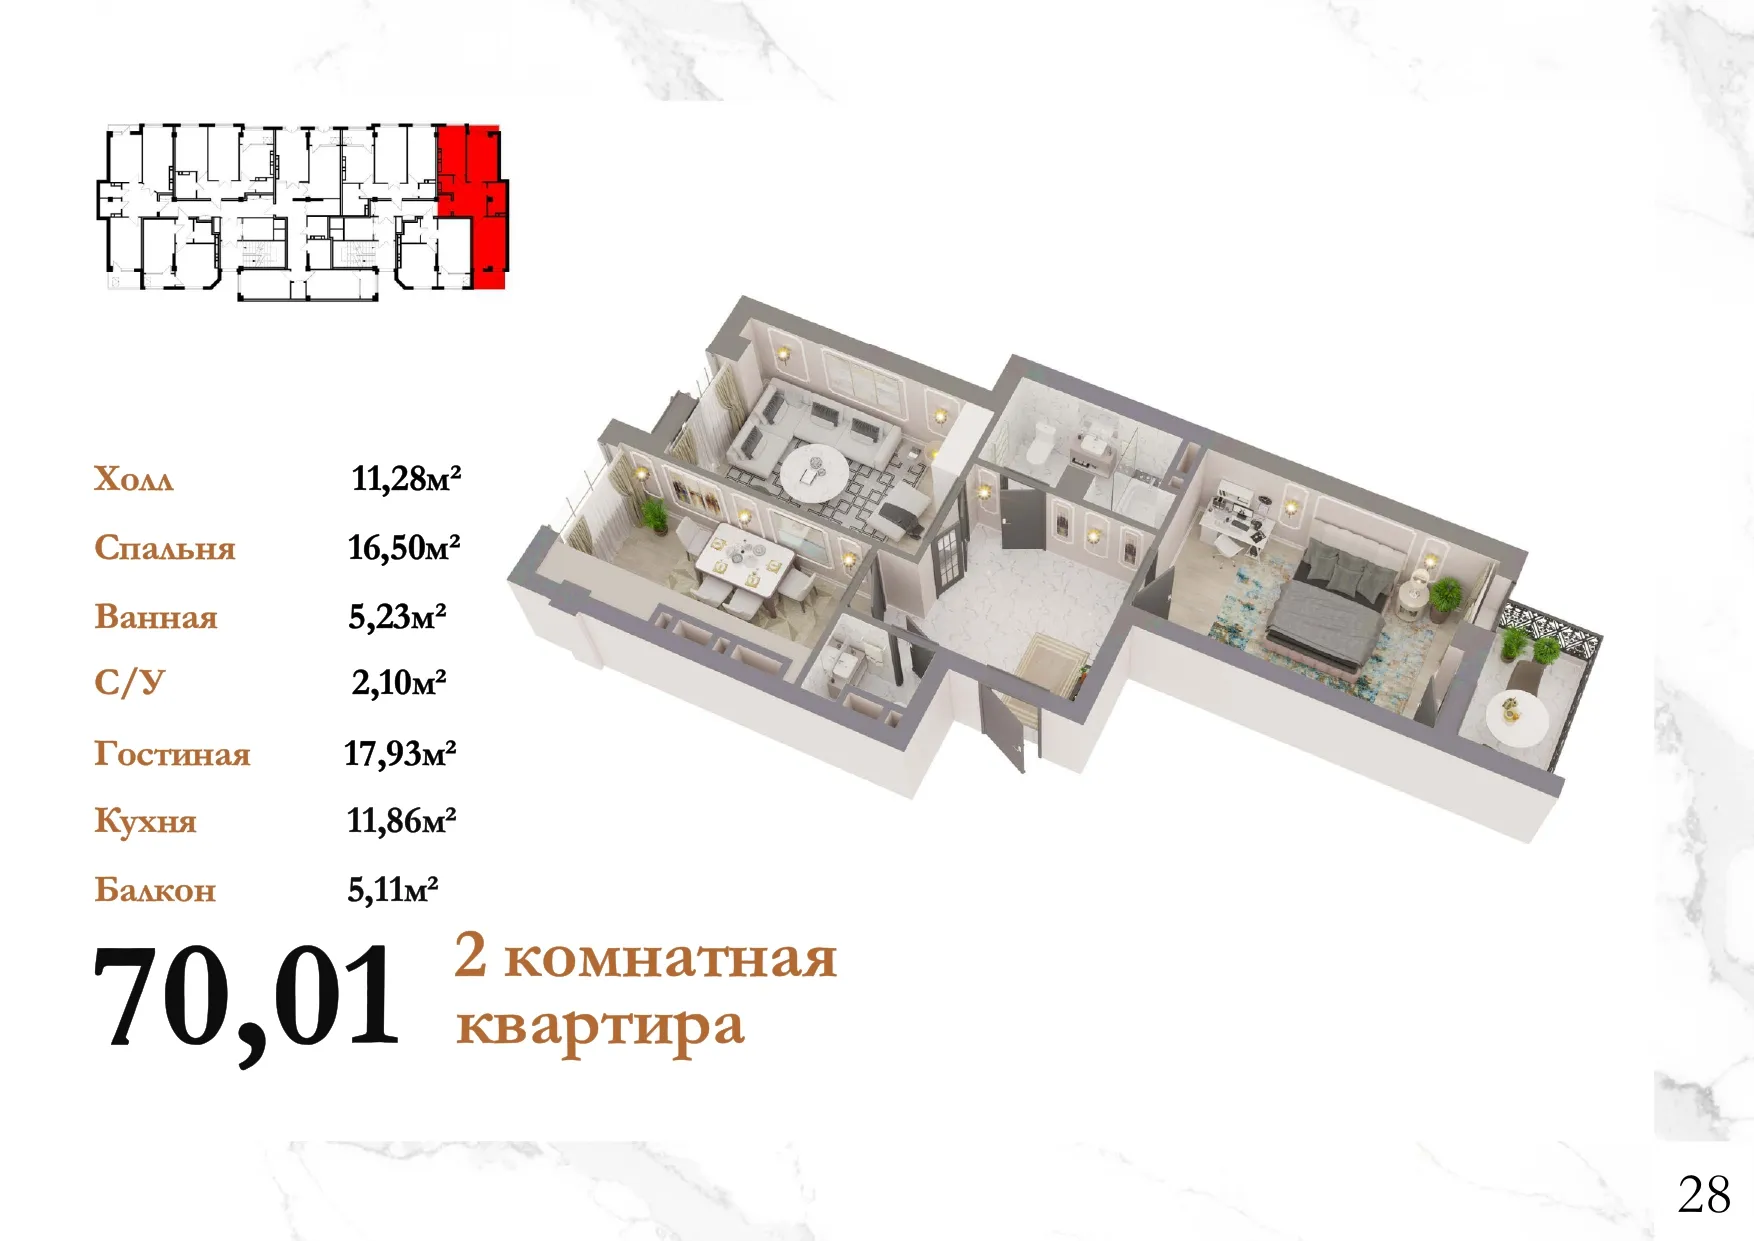 Холл 11,28м²
Спальня 16,50м²
Ванная 5,23м²
С/У 2,10м²
Гостиная 17,93м²
Кухня 11,86м²
Балкон 5,11м²
70,01
2 комнатная
квартира
28